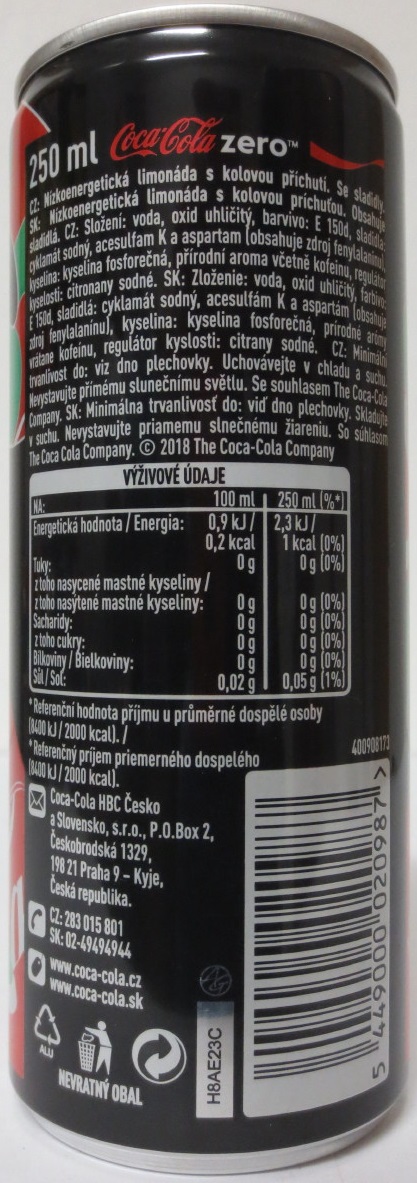 250 ml Coca-Cola zero™
CZ: Nízkoenergetická limonáda s kolovou příchutí. Se sladidly.
SK: Nízkoenergetická limonáda s kolovou príchuťou. Obsahuje
sladidlá. CZ: Složení: voda, oxid uhličitý, barvivo: E 150d, sladidla:
cyklamát sodný, acesulfam K a aspartam (obsahuje zdroj fenylalaninu),
kyselina: kyselina fosforečná, přírodní aroma včetně kofeinu, regulátor
kyselosti: citronany sodné. SK: Zloženie: voda, oxid uhličitý, farbivo:
E 150d, sladidlá: cyklamát sodný, acesulfám K a aspartám (obsahuje
zdroj fenylalanínu), kyselina: kyselina fosforečná, prírodné arómy
vrátane kofeínu, regulátor kyslosti: citrany sodné. CZ: Minimální
trvanlivost do: viz dno plechovky. Uchovávejte v chladu a suchu.
Nevystavujte přímému slunečnímu světlu. Se souhlasem The Coca-Cola
Company. SK: Minimálna trvanlivosť do: viď dno plechovky. Skladujte
v suchu. Nevystavujte priamemu slnečnému žiareniu. So súhlasom
The Coca Cola Company. © 2018 The Coca-Cola Company
VÝŽIVOVÉ ÚDAJE
NA: 100 ml 250 ml (%*)
Energetická hodnota / Energia: 0,9 kJ / 2,3 kJ /
0,2 kcal 1 kcal (0%)
Tuky: 0 g 0 g (0%)
z toho nasycené mastné kyseliny /
z toho nasýtené mastné kyseliny: 0 g 0 g (0%)
Sacharidy: 0 g 0 g (0%)
z toho cukry: 0 g 0 g (0%)
Bílkoviny / Bielkoviny: 0 g 0 g (0%)
Sůl / Soľ: 0,02 g 0,05 g (1%)
* Referenční hodnota příjmu u průměrné dospělé osoby
(8400 kJ / 2000 kcal). /
* Referenčný príjem priemerného dospelého
(8400 kJ / 2000 kcal).
400908173
Coca-Cola HBC Česko
a Slovensko, s.r.o., P.O.Box 2,
Českobrodská 1329,
198 21 Praha 9 – Kyje,
Česká republika.
CZ: 283 015 801
SK: 02-49494944
www.coca-cola.cz
www.coca-cola.sk
ALU
NEVRATNÝ OBAL
H8AE23C
5 449000 020987 >